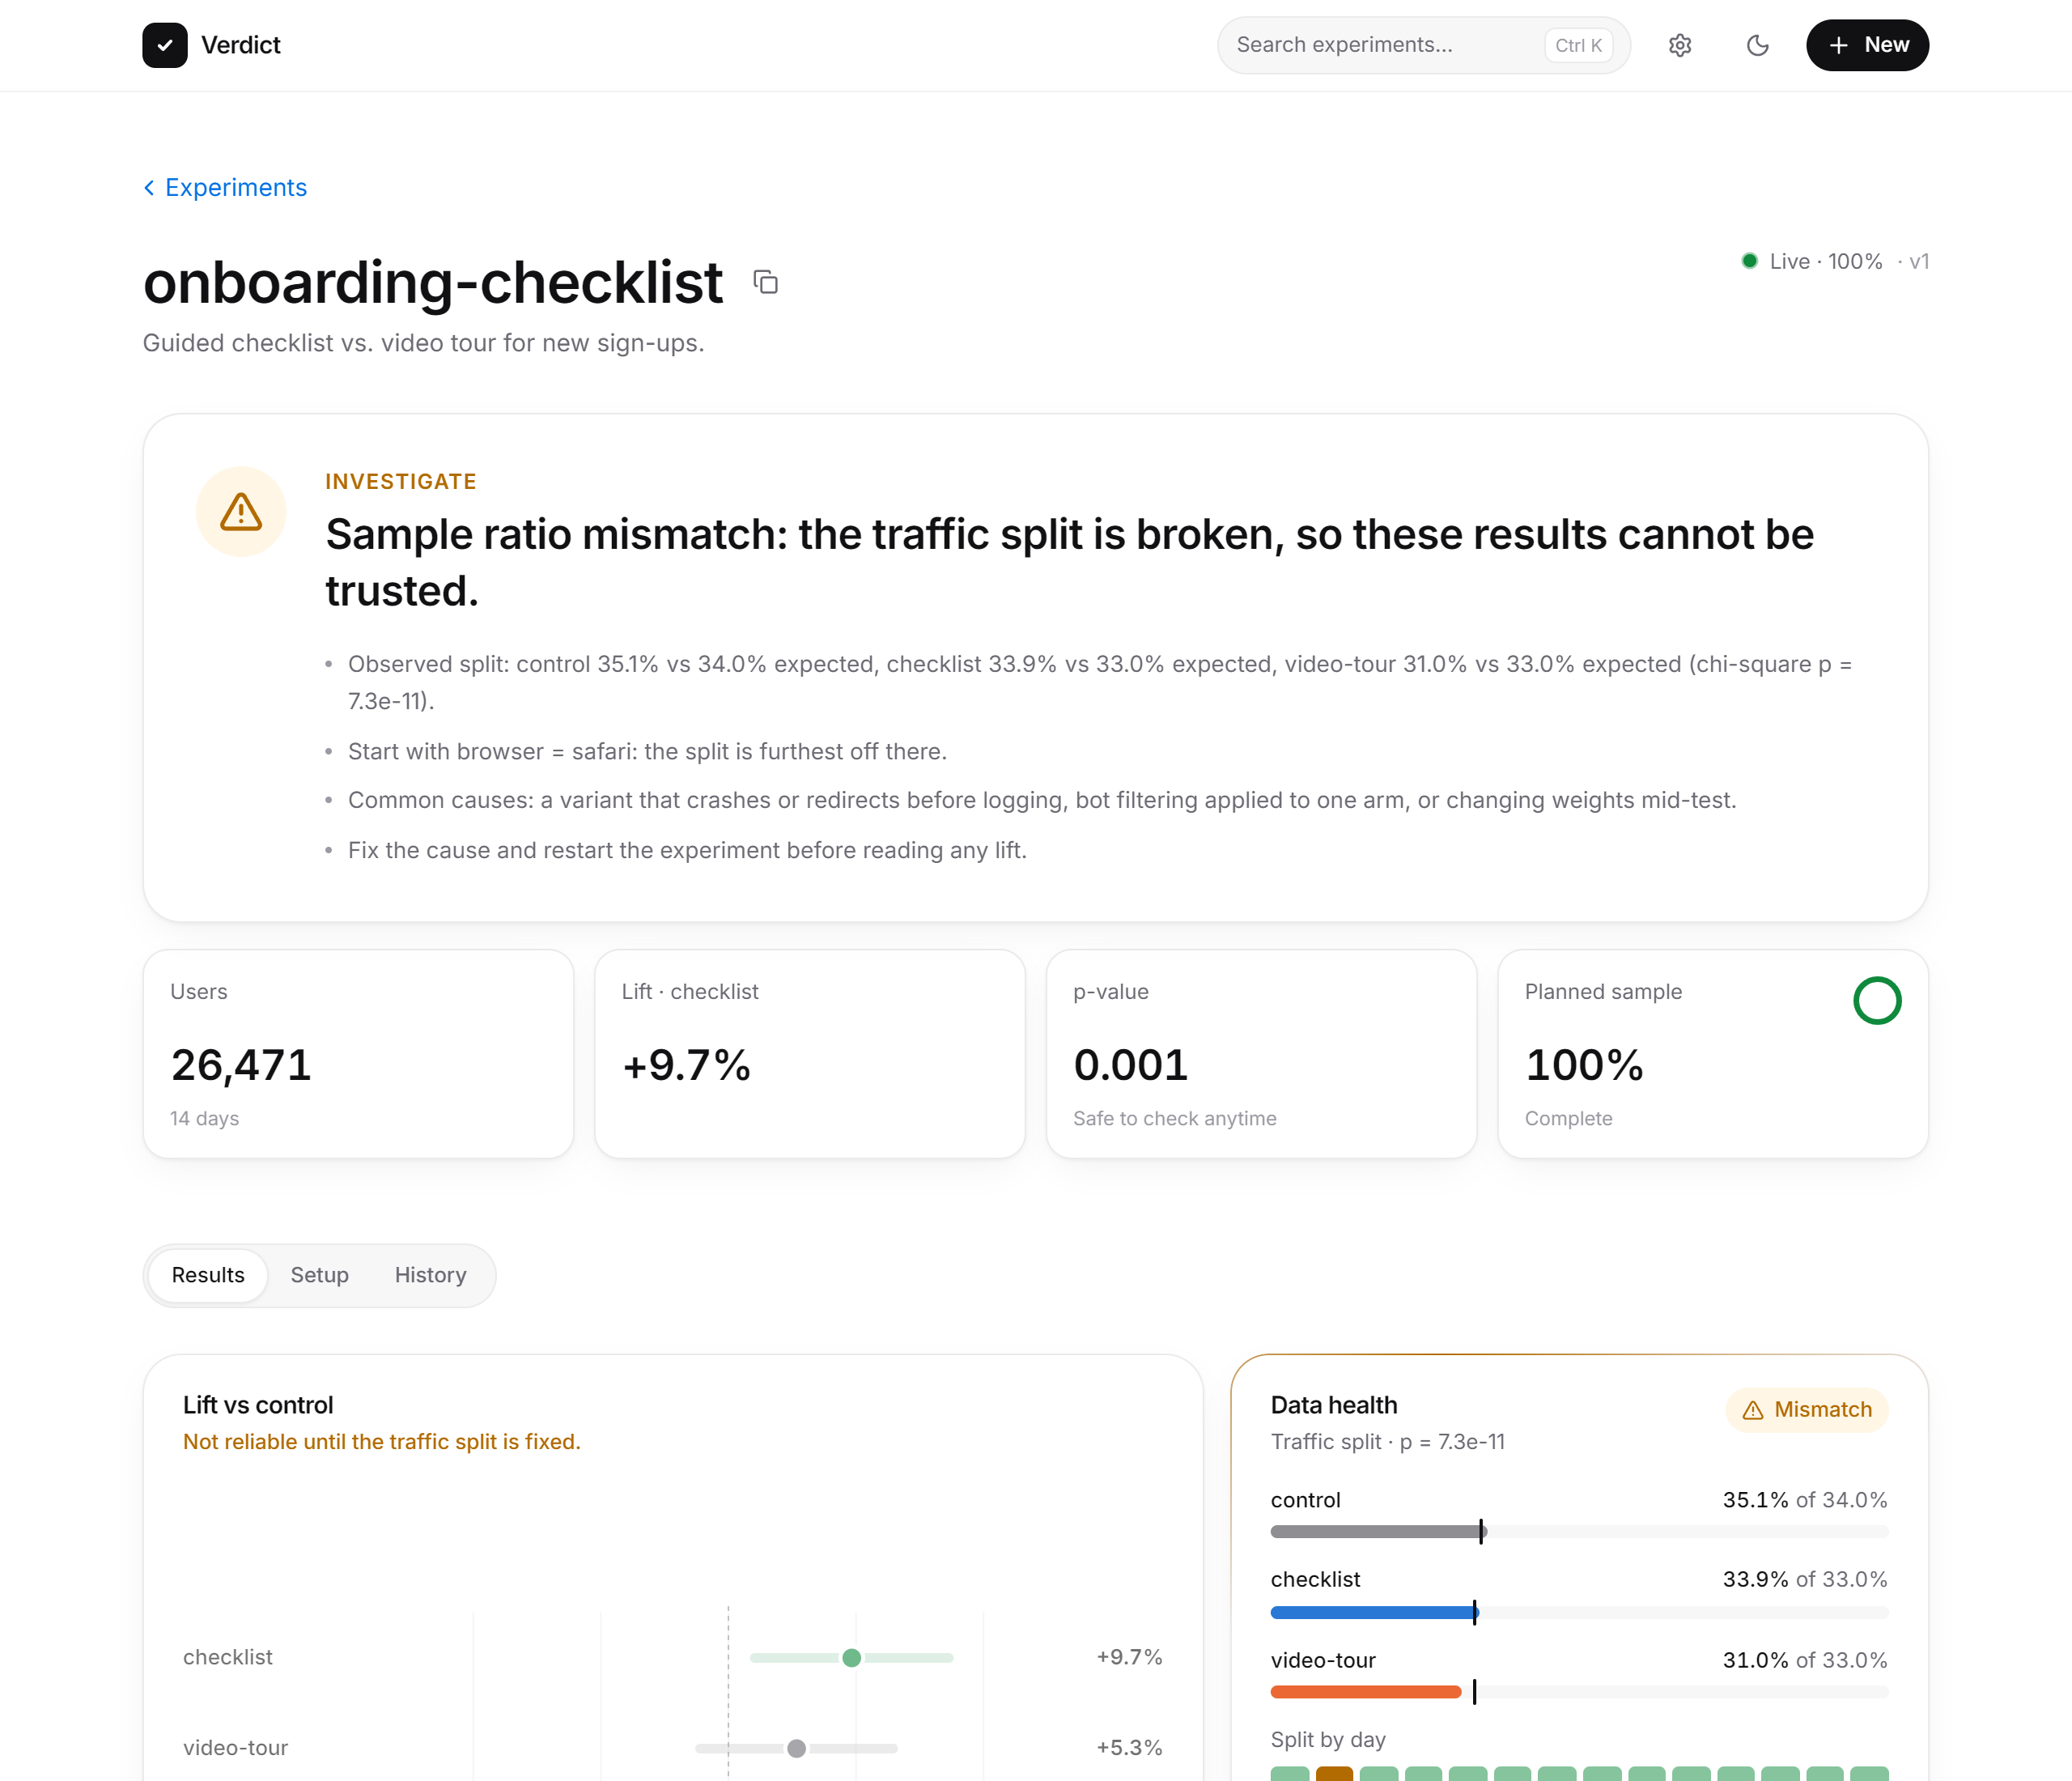 Verdict
Search experiments...
Ctrl K
New
Experiments
onboarding-checklist
Live · 100% · v1
Guided checklist vs. video tour for new sign-ups.
INVESTIGATE
Sample ratio mismatch: the traffic split is broken, so these results cannot be
trusted.
• Observed split: control 35.1% vs 34.0% expected, checklist 33.9% vs 33.0% expected, video-tour 31.0% vs 33.0% expected (chi-square p =
7.3e-11).
• Start with browser = safari: the split is furthest off there.
• Common causes: a variant that crashes or redirects before logging, bot filtering applied to one arm, or changing weights mid-test.
• Fix the cause and restart the experiment before reading any lift.
Users
26,471
14 days
Lift · checklist
+9.7%
p-value
0.001
Safe to check anytime
Planned sample
100%
Complete
Results
Setup
History
Lift vs control
Not reliable until the traffic split is fixed.
checklist
+9.7%
video-tour
+5.3%
Data health
Mismatch
Traffic split · p = 7.3e-11
control
35.1% of 34.0%
checklist
33.9% of 33.0%
video-tour
31.0% of 33.0%
Split by day